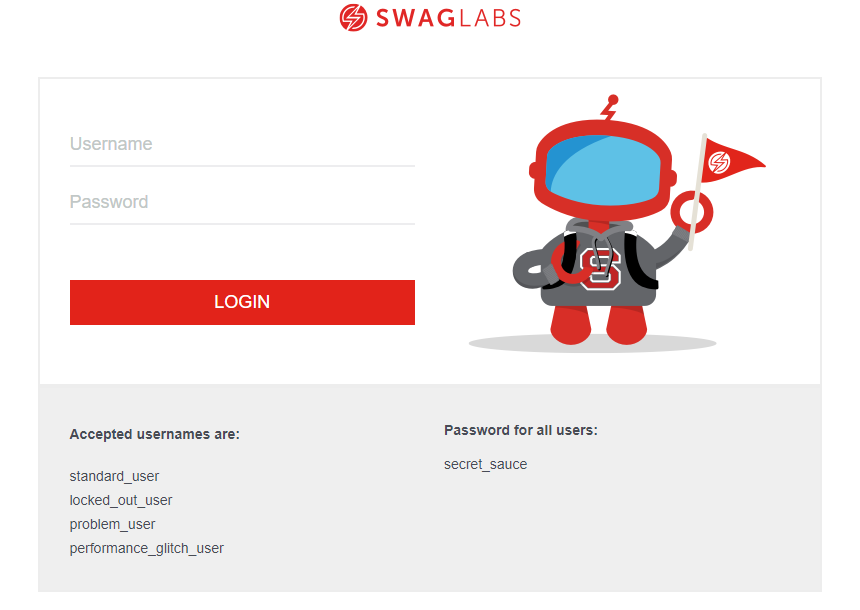 SWAGLABS
Username
Password
LOGIN
S
Accepted usernames are:
standard_user
locked_out_user
problem_user
performance_glitch_user
Password for all users:
secret_sauce